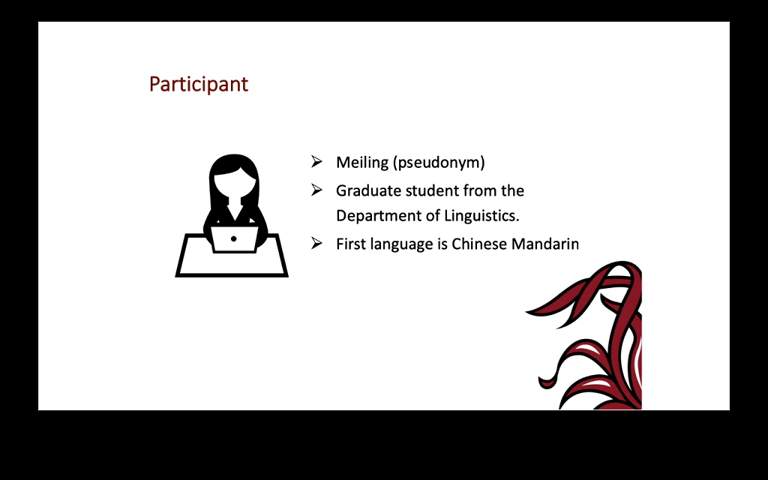 Participant
Meiling (pseudonym)
Graduate student from the
Department of Linguistics.
First language is Chinese Mandarin